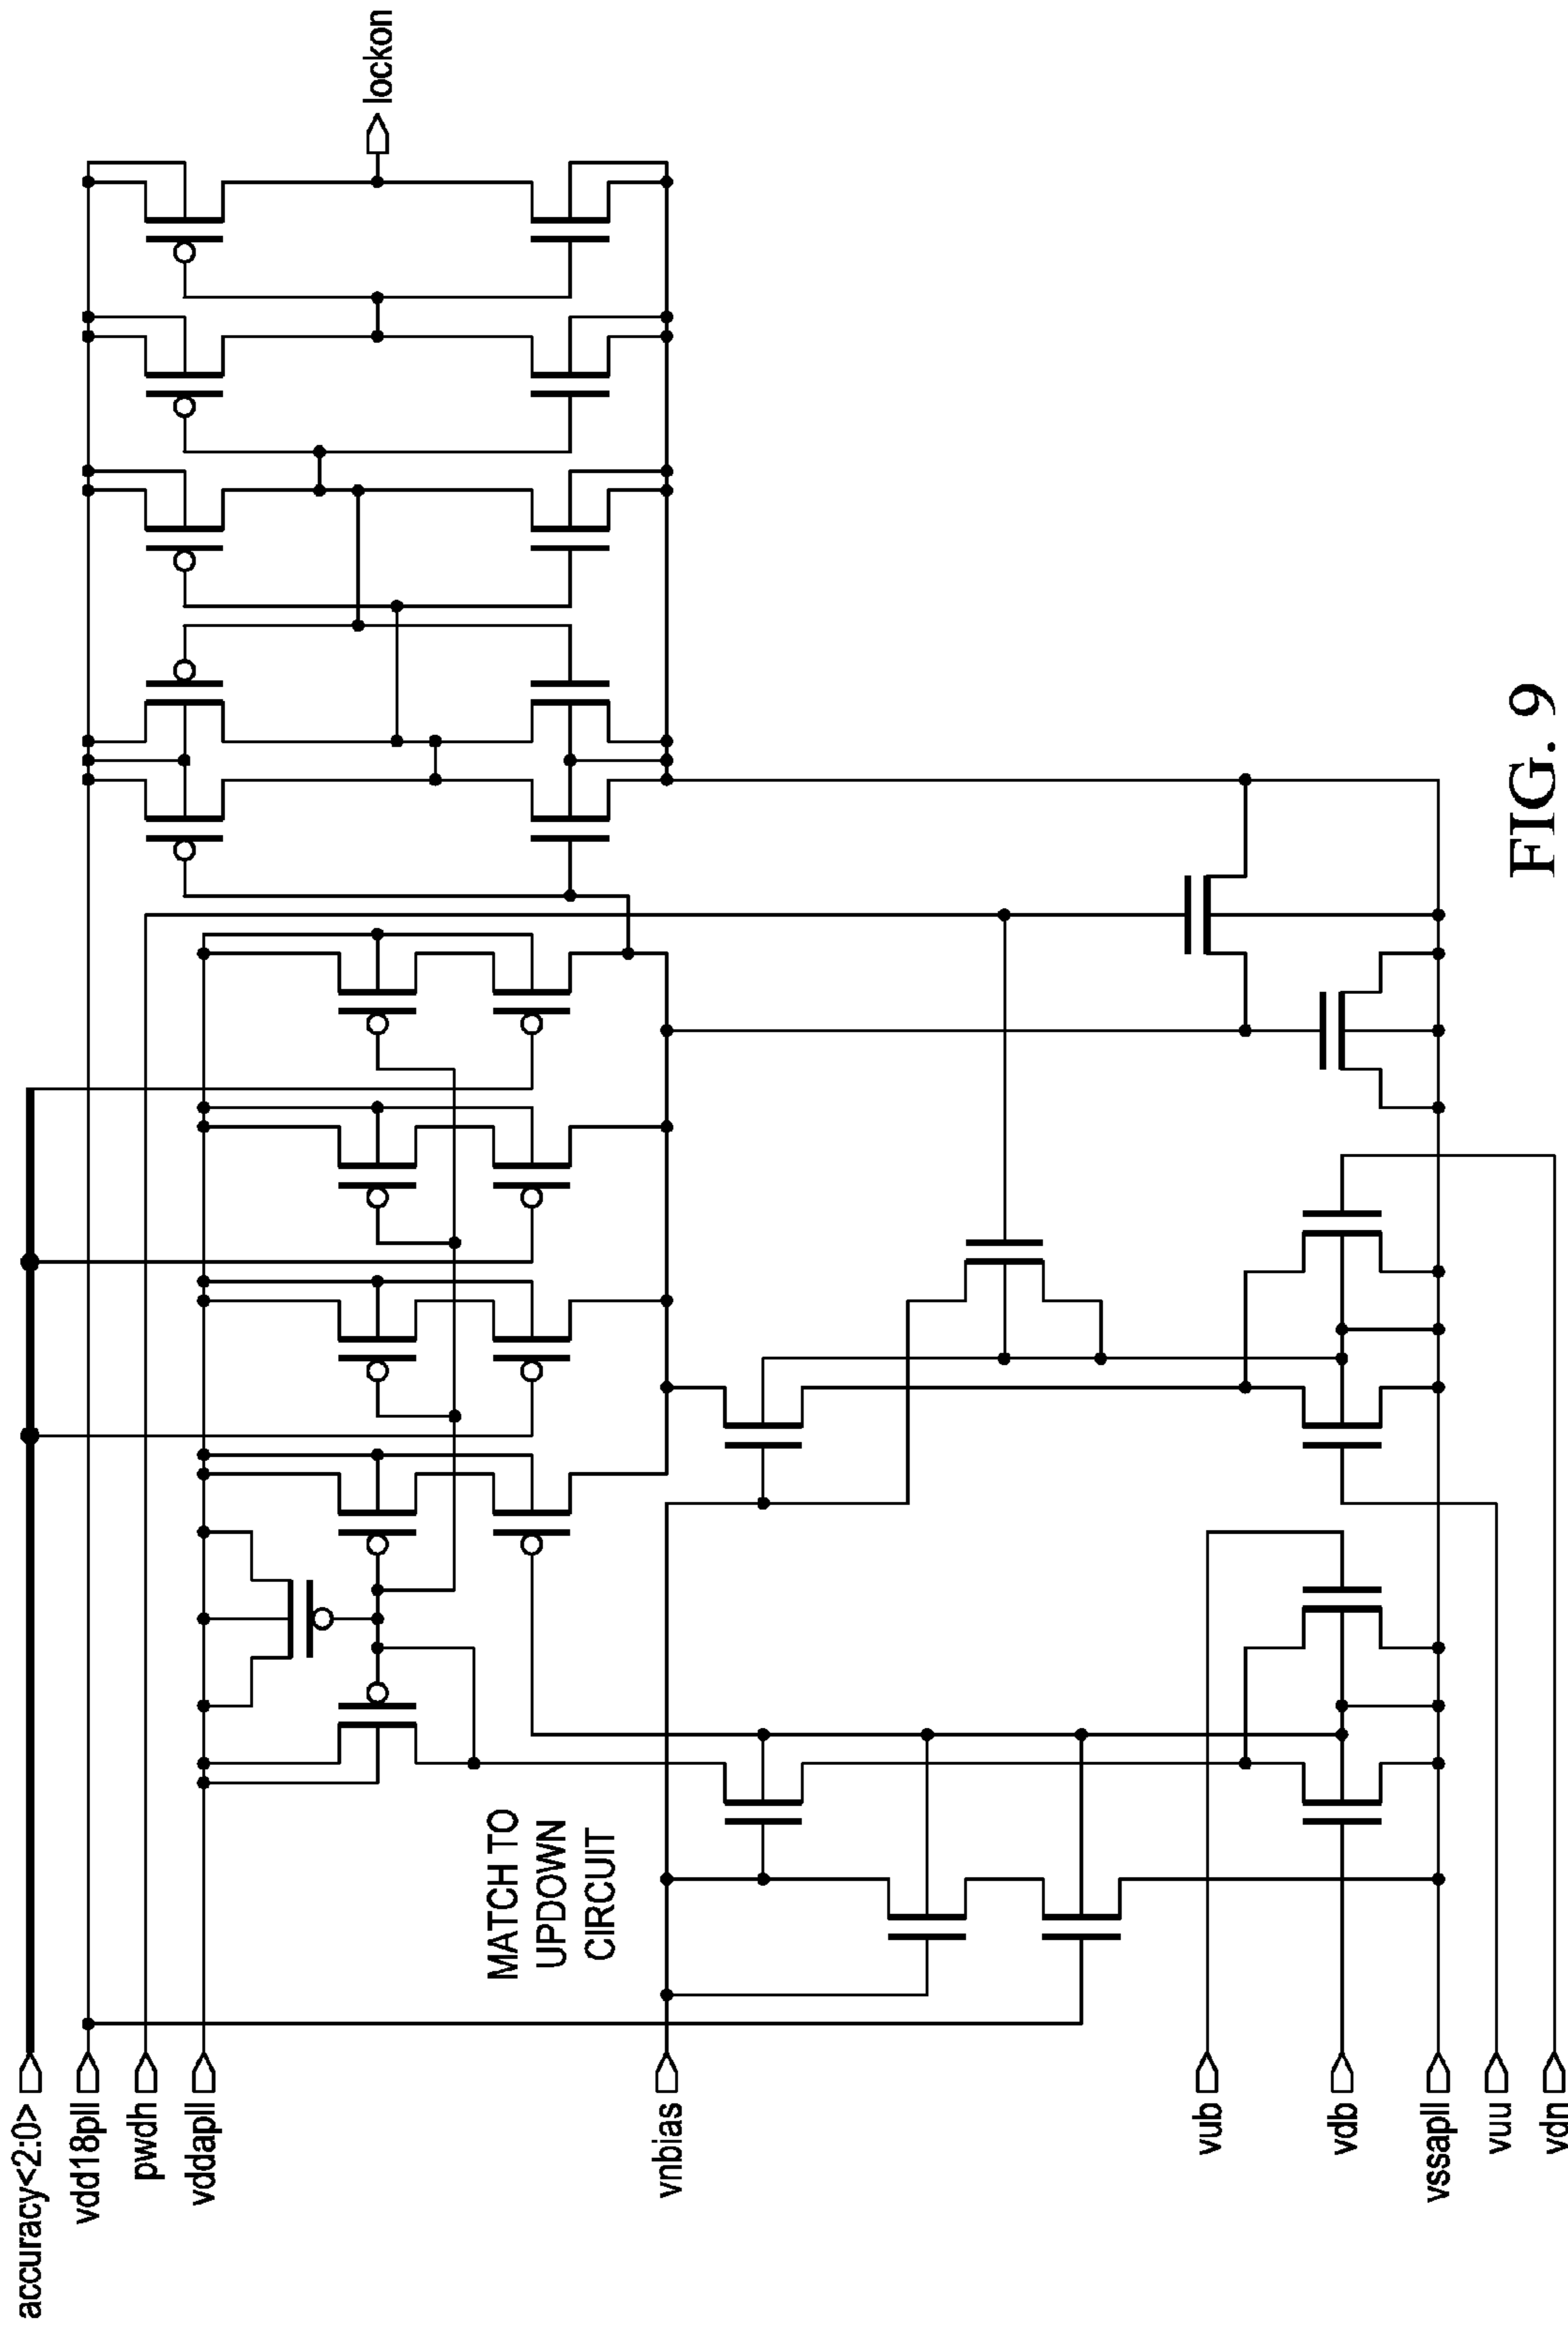 accuracy<2:0>
vdd18pll
pwdh
vddapll
vnbias
vub
vdb
vssapll
vuu
vdn
MATCH TO
UPDOWN
CIRCUIT
lockon
FIG. 9